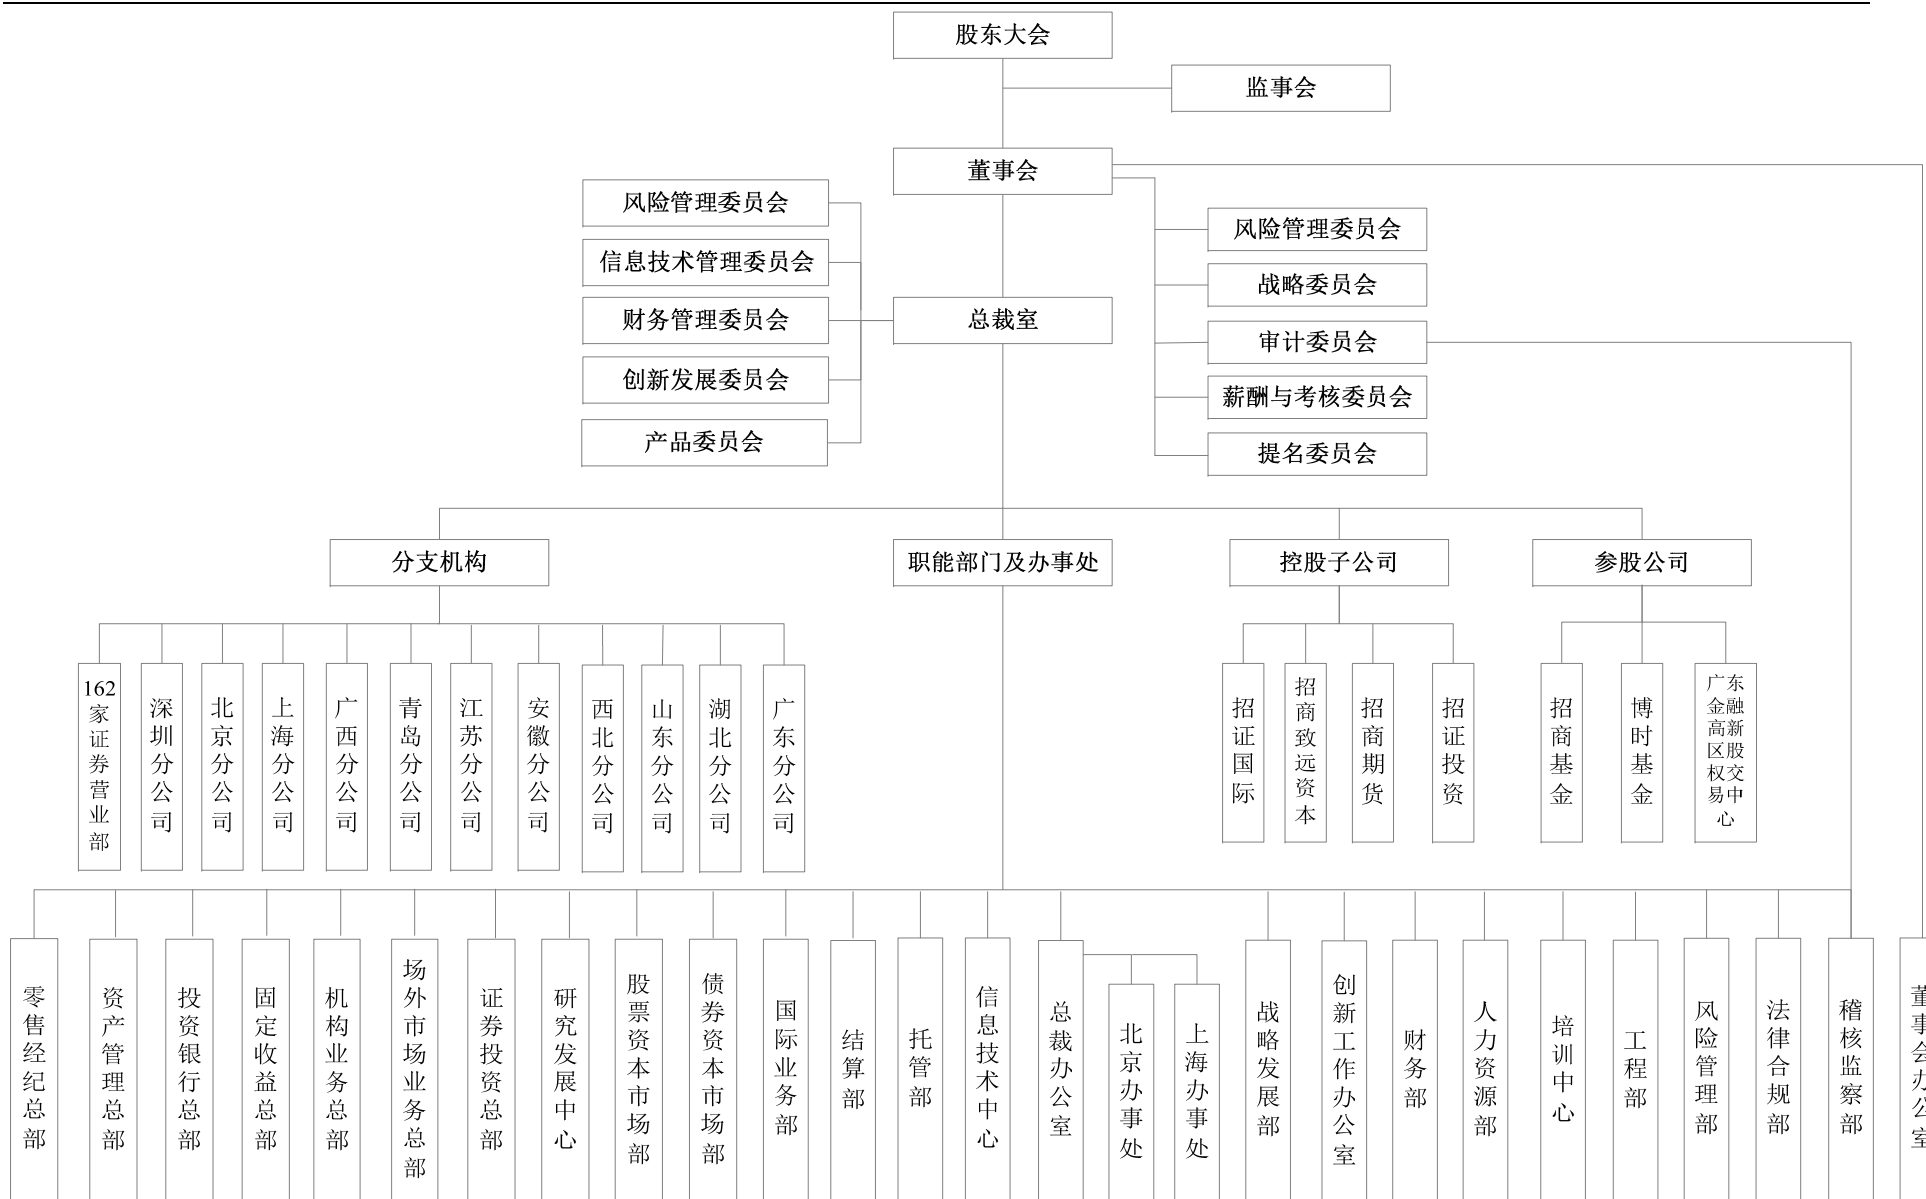 股东大会
监事会
董事会
风险管理委员会
信息技术管理委员会
财务管理委员会
创新发展委员会
产品委员会
总裁室
风险管理委员会
战略委员会
审计委员会
薪酬与考核委员会
提名委员会
分支机构
职能部门及办事处
控股子公司
参股公司
162家证券营业部
深圳分公司
北京分公司
上海分公司
广西分公司
青岛分公司
江苏分公司
安徽分公司
西北分公司
山东分公司
湖北分公司
广东分公司
招证国际
招商致远资本
招商期货
招证投资
招商基金
博时基金
广东金融高新区股权交易中心
零售经纪总部
资产管理总部
投资银行总部
固定收益总部
机构业务总部
场外市场业务总部
证券投资总部
研究发展中心
股票资本市场部
债券资本市场部
国际业务部
结算部
托管部
信息技术中心
总裁办公室
北京办事处
上海办事处
战略发展部
创新工作办公室
财务部
人力资源部
培训中心
工程部
风险管理部
法律合规部
稽核监察部
董事会办公室